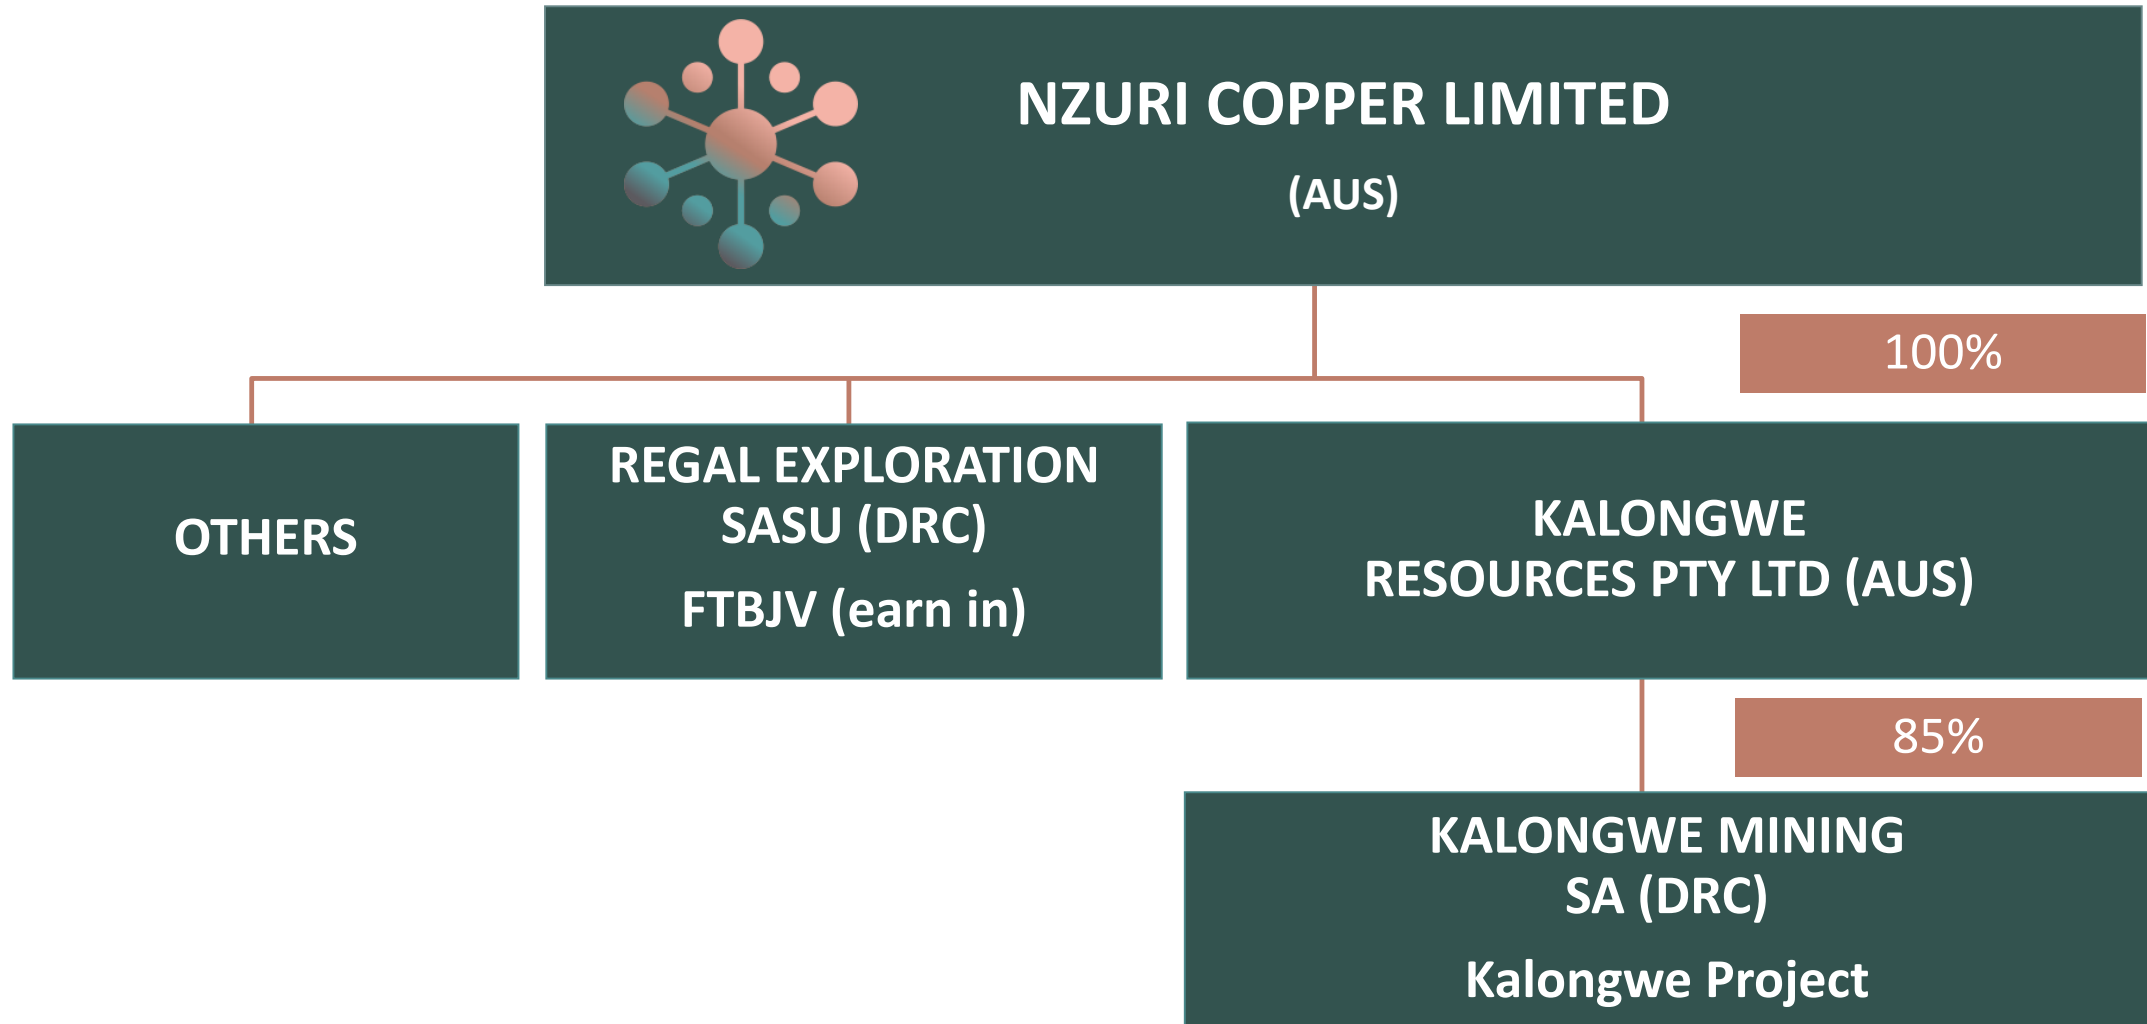 NZURI COPPER LIMITED
(AUS)
100%
OTHERS
REGAL EXPLORATION
SASU (DRC)
FTBJV (earn in)
KALONGWE
RESOURCES PTY LTD (AUS)
85%
KALONGWE MINING
SA (DRC)
Kalongwe Project